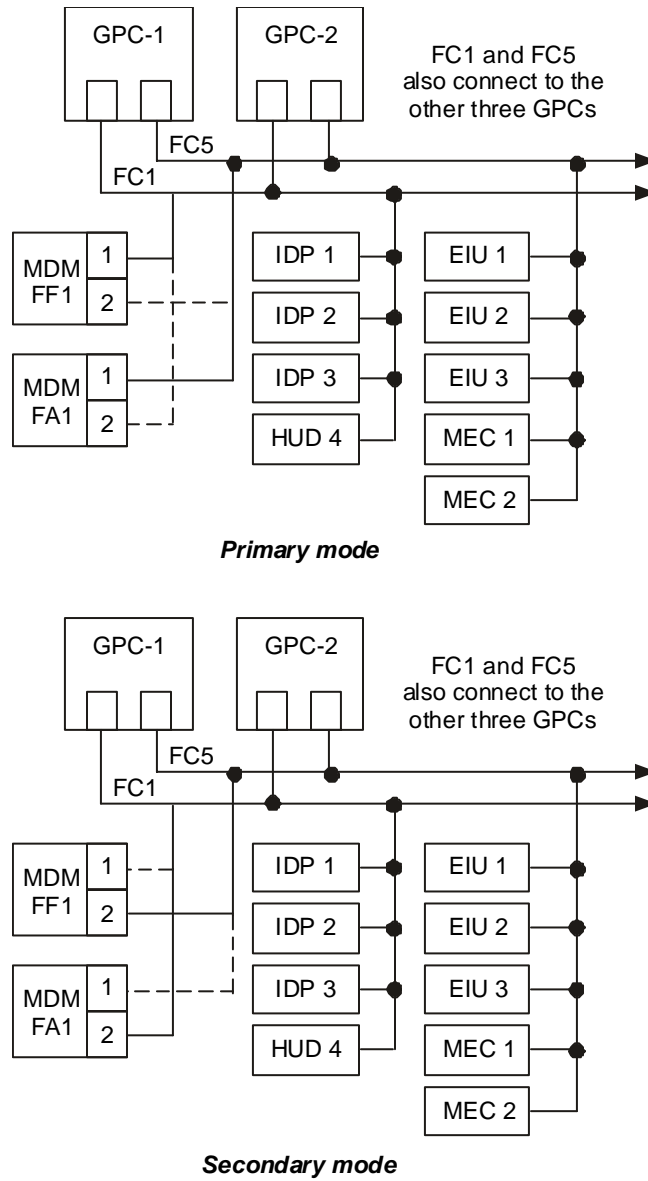 GPC-1
GPC-2
FC1 and FC5
also connect to the
other three GPCs
FC5
FC1
MDM
FF1
1
2
MDM
FA1
1
2
IDP 1
IDP 2
IDP 3
HUD 4
EIU 1
EIU 2
EIU 3
MEC 1
MEC 2
Primary mode
GPC-1
GPC-2
FC1 and FC5
also connect to the
other three GPCs
FC5
FC1
MDM
FF1
1
2
MDM
FA1
1
2
IDP 1
IDP 2
IDP 3
HUD 4
EIU 1
EIU 2
EIU 3
MEC 1
MEC 2
Secondary mode